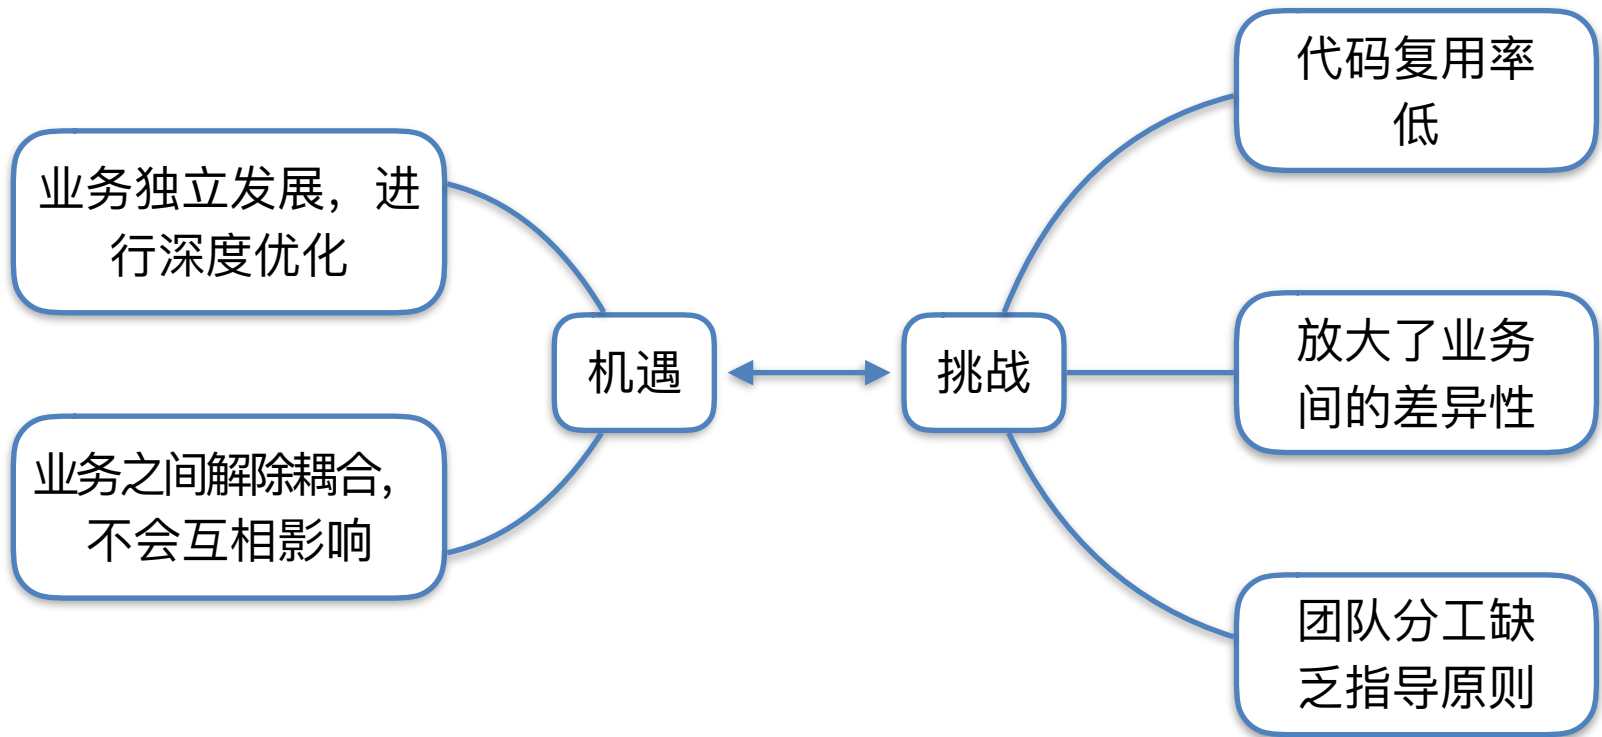 业务独立发展，进
行深度优化
业务之间解除耦合，
不会互相影响
机遇
挑战
代码复用率
低
放大了业务
间的差异性
团队分工缺
乏指导原则